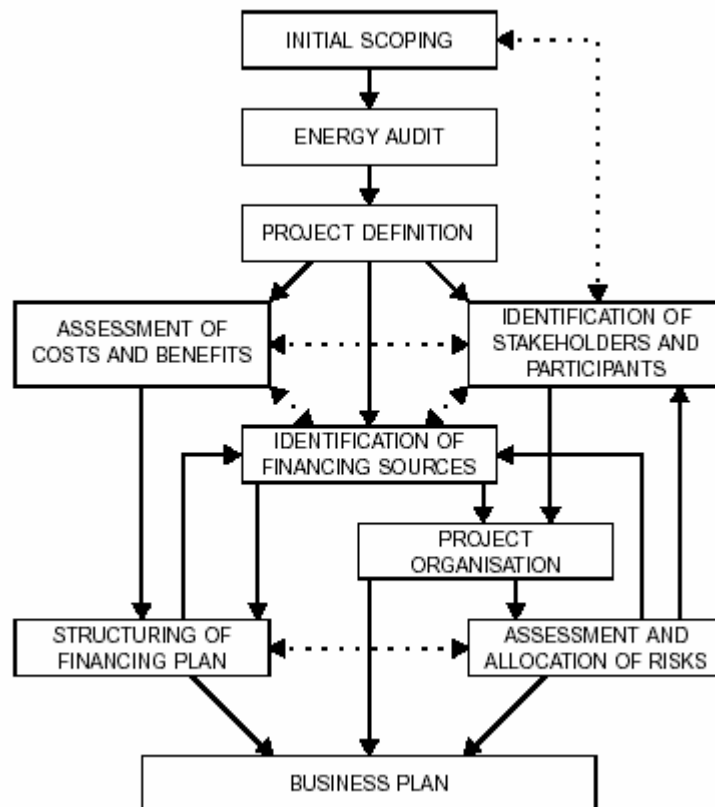 INITIAL SCOPING
ENERGY AUDIT
PROJECT DEFINITION
ASSESSMENT OF
COSTS AND BENEFITS
IDENTIFICATION OF
STAKEHOLDERS AND
PARTICIPANTS
IDENTIFICATION OF
FINANCING SOURCES
PROJECT
ORGANISATION
STRUCTURING OF
FINANCING PLAN
ASSESSMENT AND
ALLOCATION OF RISKS
BUSINESS PLAN